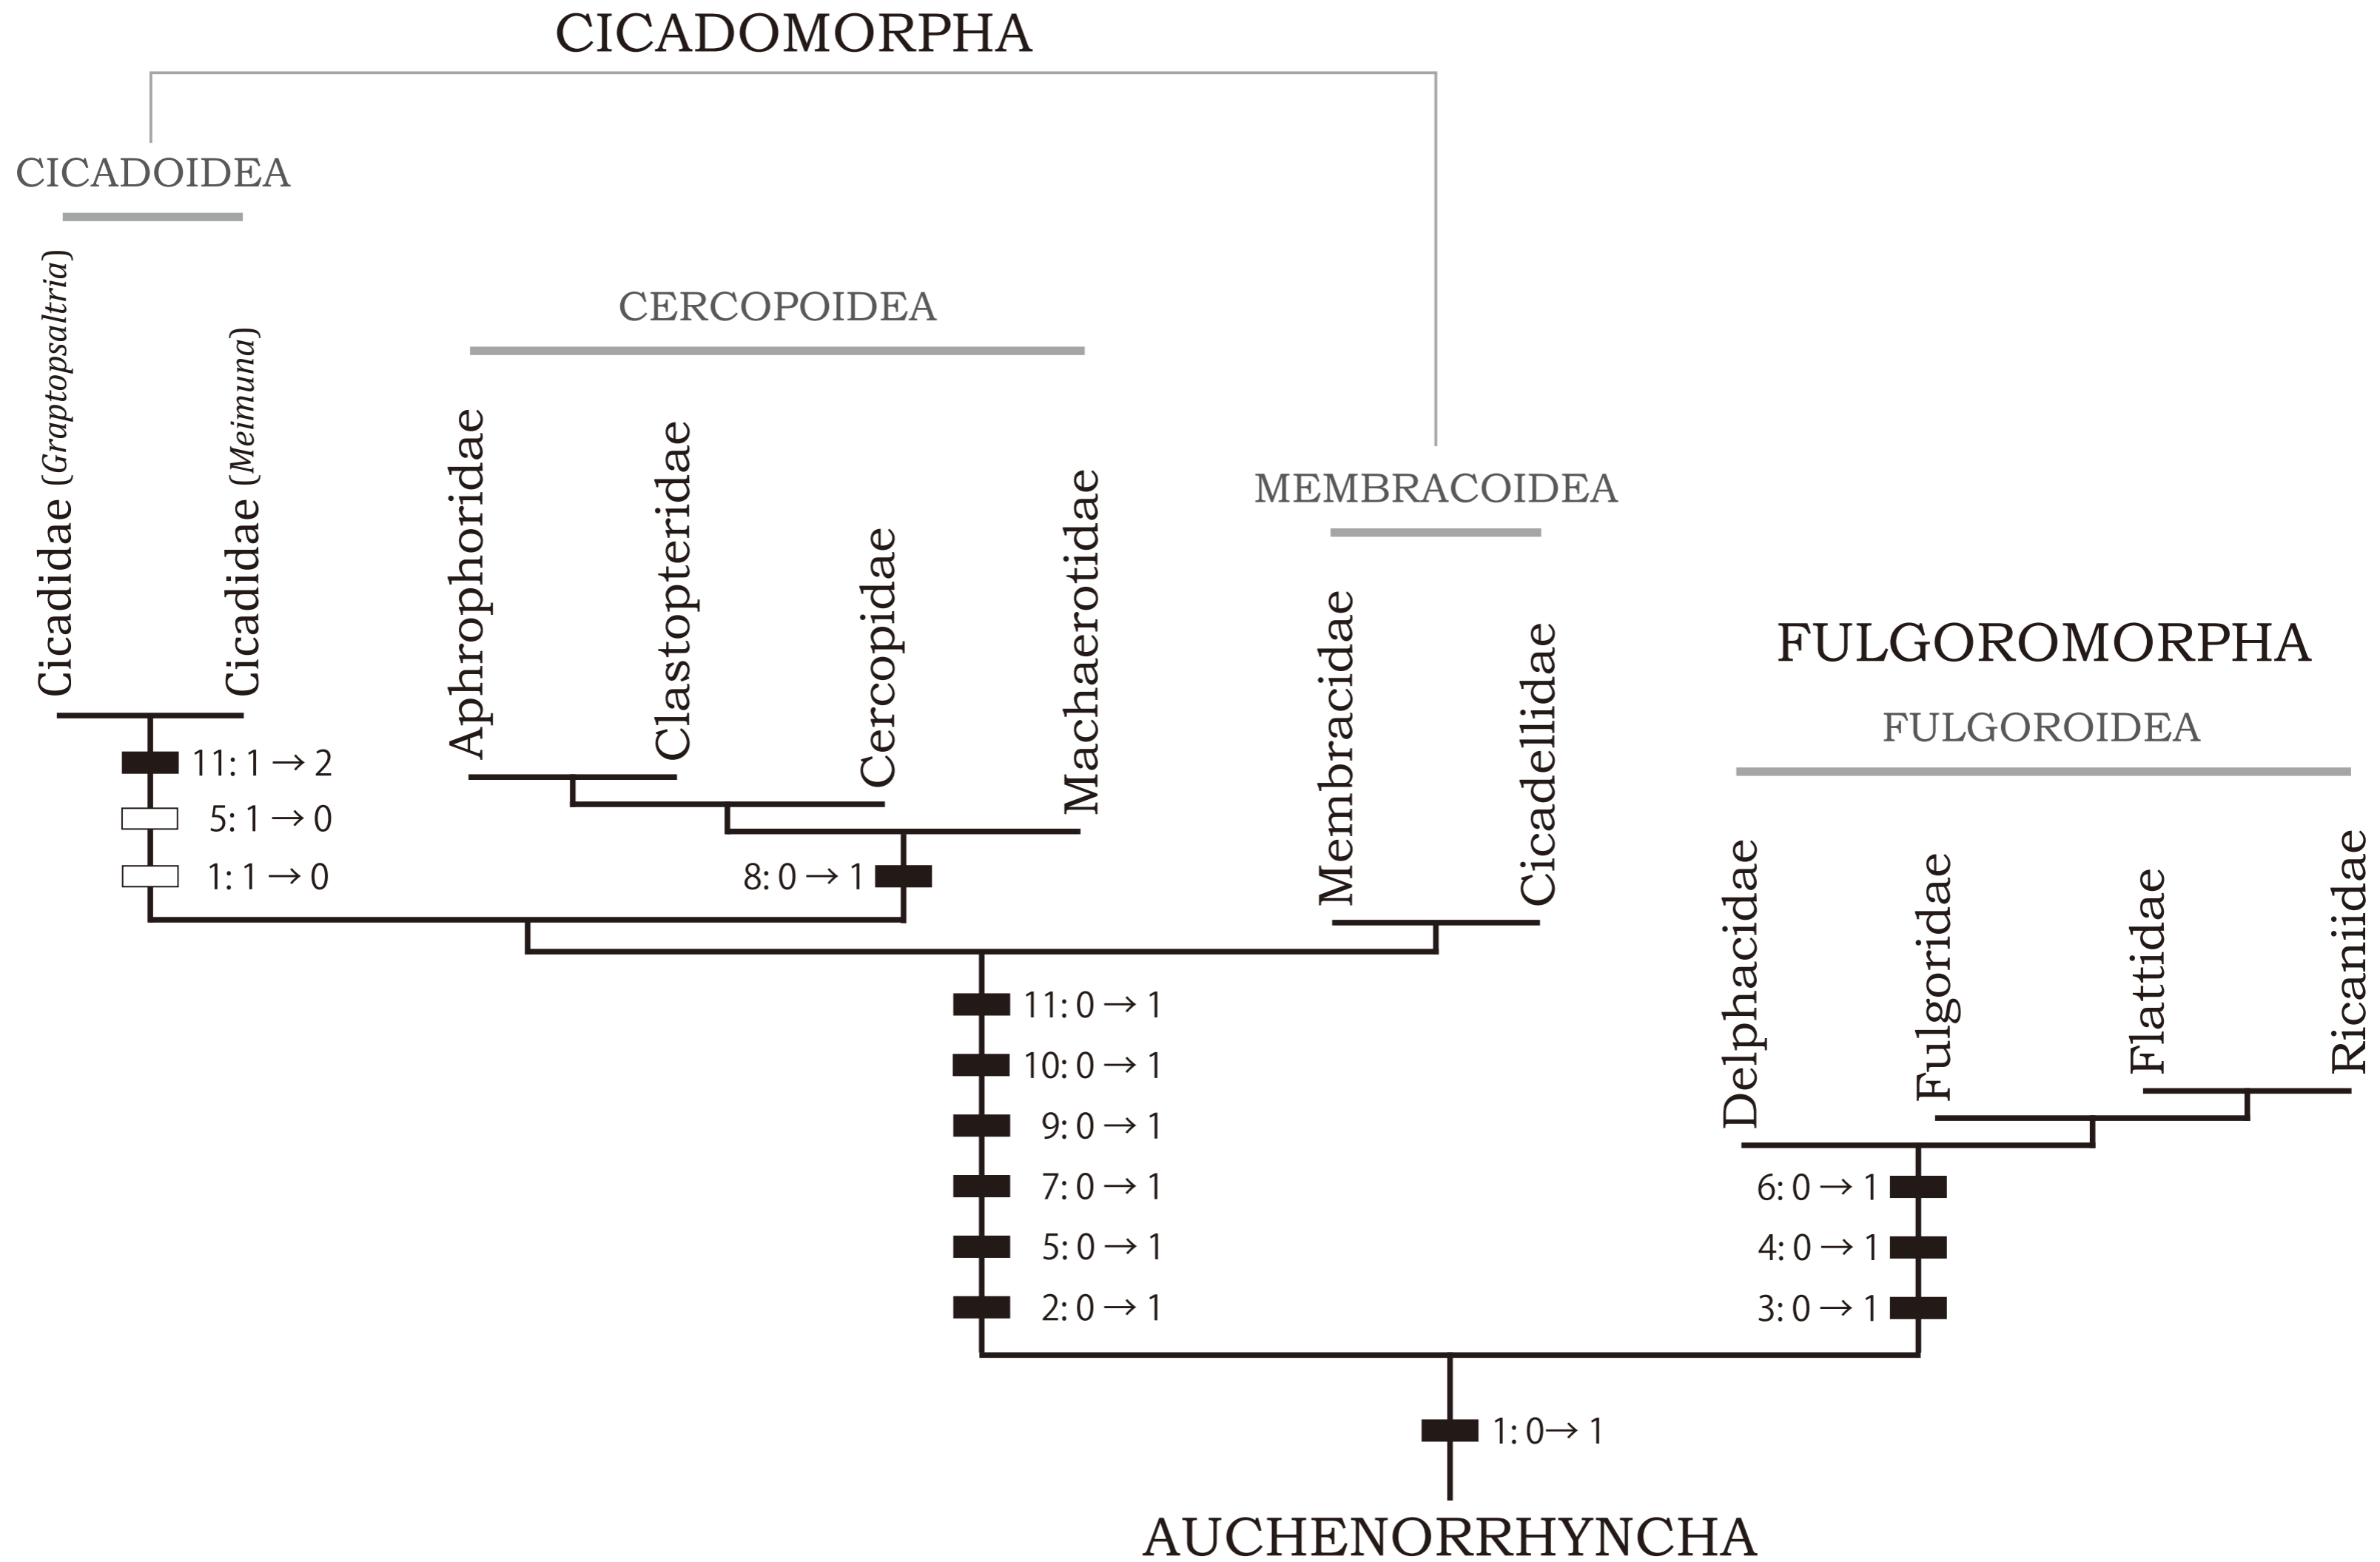 CICADOMORPHA
CICADOIDEA
Cicadidae (Graptopsaltria)
Cicadidae (Meimuna)
CERCOPOIDEA
Aphrophoridae
Clastopteridae
Cercopidae
Machaerotidae
MEMBRACOIDEA
Membracidae
Cicadellidae
FULGOROMORPHA
FULGOROIDEA
Delphacidae
Fulgoridae
Flattidae
Ricaniidae
11: 1 → 2
5: 1 → 0
1: 1 → 0
8: 0 → 1
11: 0 → 1
10: 0 → 1
9: 0 → 1
7: 0 → 1
5: 0 → 1
2: 0 → 1
6: 0 → 1
4: 0 → 1
3: 0 → 1
1: 0→ 1
AUCHENORRHYNCHA